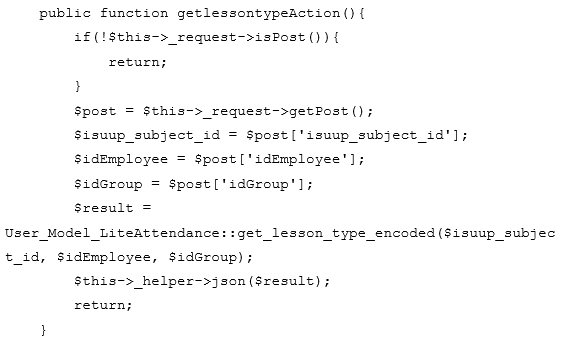 public function getlessontypeAction(){
        if(!$this->_request->isPost()){
            return;
        }
        $post = $this->_request->getPost();
        $isuup_subject_id = $post['isuup_subject_id'];
        $idEmployee = $post['idEmployee'];
        $idGroup = $post['idGroup'];
        $result =
User_Model_LiteAttendance::get_lesson_type_encoded($isuup_subjec
t_id, $idEmployee, $idGroup);
        $this->_helper->json($result);
        return;
    }